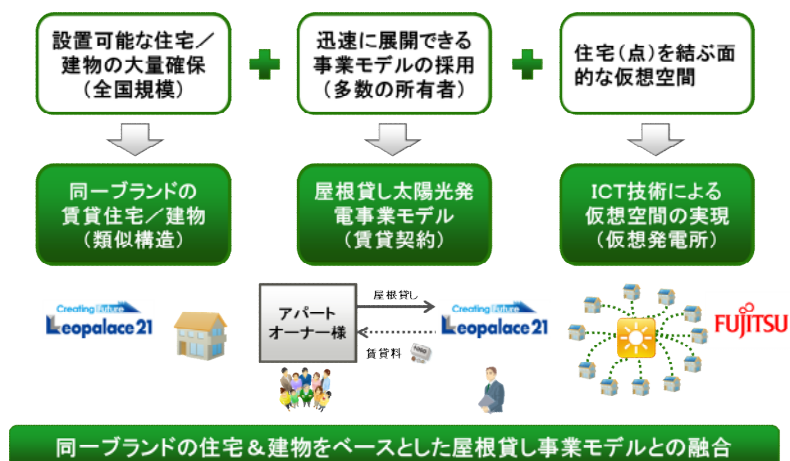 設置可能な住宅／
建物の大量確保
（全国規模）
迅速に展開できる
事業モデルの採用
（多数の所有者）
住宅（点）を結ぶ面
的な仮想空間
同一ブランドの
賃貸住宅／建物
（類似構造）
屋根貸し太陽光発
電事業モデル
（賃貸契約）
ICT技術による
仮想空間の実現
（仮想発電所）
Creating Future
Leopalace21
アパート
オーナー様
屋根貸し
賃貸料
Creating Future
Leopalace21
FUJITSU
同一ブランドの住宅＆建物をベースとした屋根貸し事業モデルとの融合